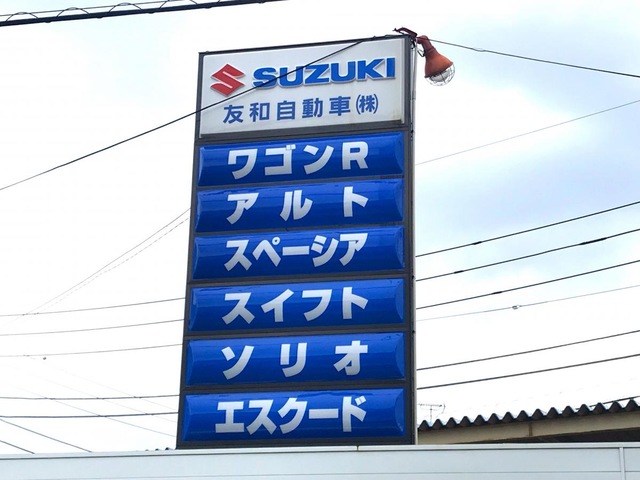 SUZUKI
友和自動車㈱
ワゴンR
アルト
スペーシア
スイフト
ソリオ
エスクード